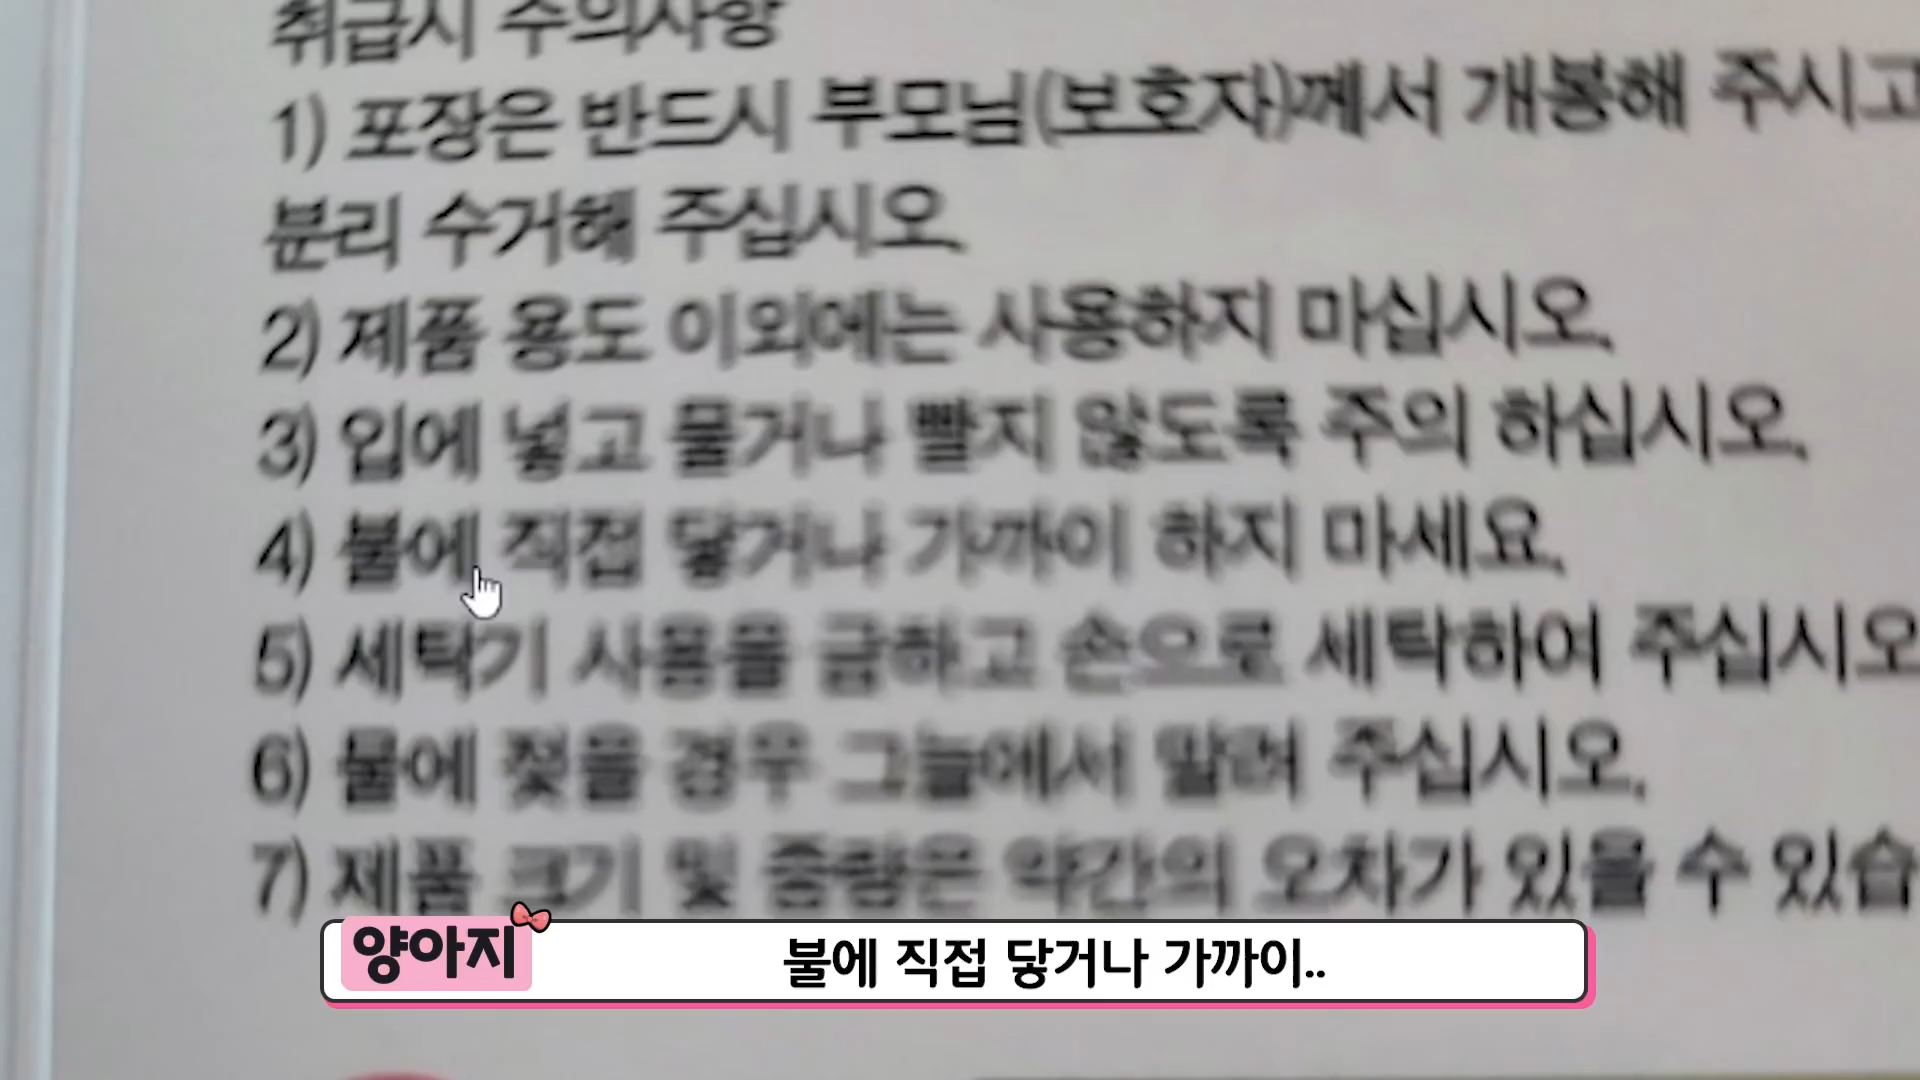 취급시 주의사항
1) 포장은 반드시 부모님(보호자)께서 개봉해 주시고
분리 수거해 주십시오.
2) 제품 용도 이외에는 사용하지 마십시오.
3) 입에 넣고 물거나 빨지 않도록 주의 하십시오.
4) 불에 직접 닿거나 가까이 하지 마세요.
5) 세탁기 사용을 금하고 손으로 세탁하여 주십시오
6) 물에 젖을 경우 그늘에서 말려 주십시오.
7) 제품 크기 및 중량은 약간의 오차가 있을 수 있습
양아지
불에 직접 닿거나 가까이..